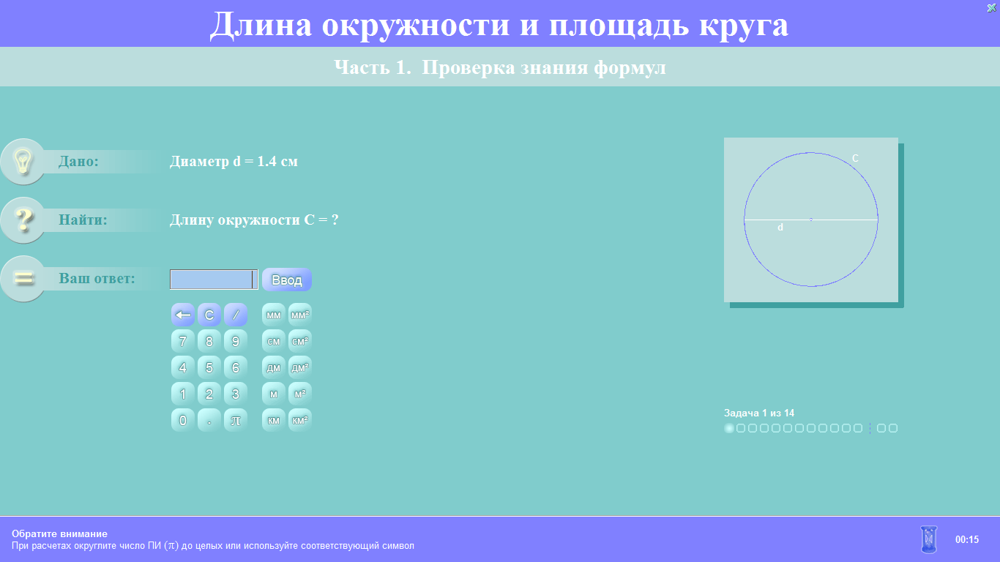 Длина окружности и площадь круга
Часть 1. Проверка знания формул
Дано: Диаметр d = 1.4 см
Найти: Длину окружности C = ?
Ваш ответ: Ввод
C / мм мм²
7 8 9 см см²
4 5 6 дм дм²
1 2 3 м м²
0 . π км км²
C
d
Задача 1 из 14
Обратите внимание
При расчетах округлите число ПИ (π) до целых или используйте соответствующий символ
00:15